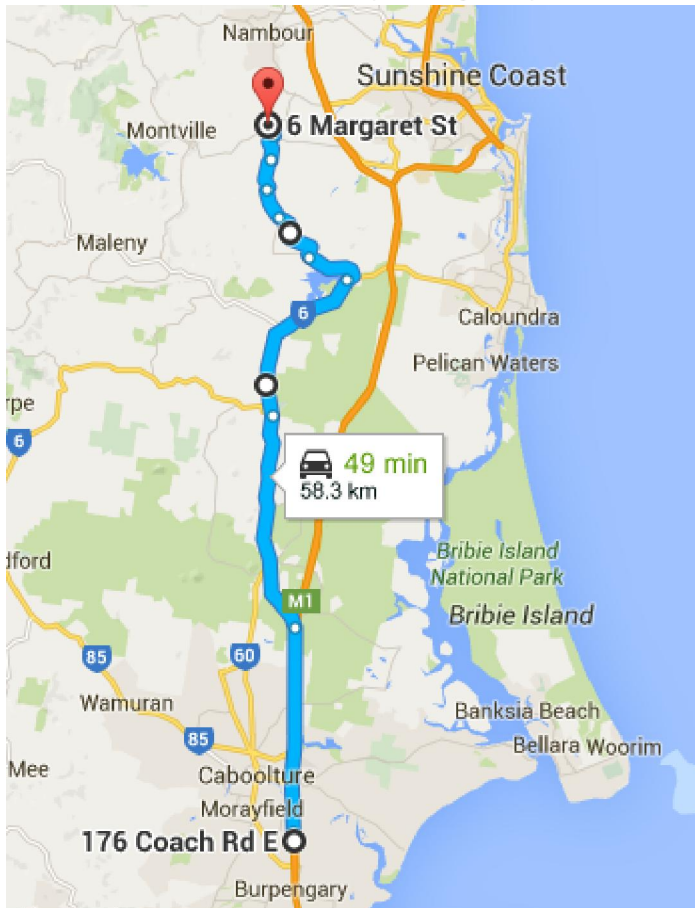 Nambour
Sunshine Coast
6 Margaret St
Montville
Maleny
6
Caloundra
Pelican Waters
rpe
6
49 min
58.3 km
dford
Bribie Island
National Park
M1
Bribie Island
60
85
Wamuran
Banksia Beach
85
Bellara Woorim
Mee
Caboolture
Morayfield
176 Coach Rd E
Burpengary